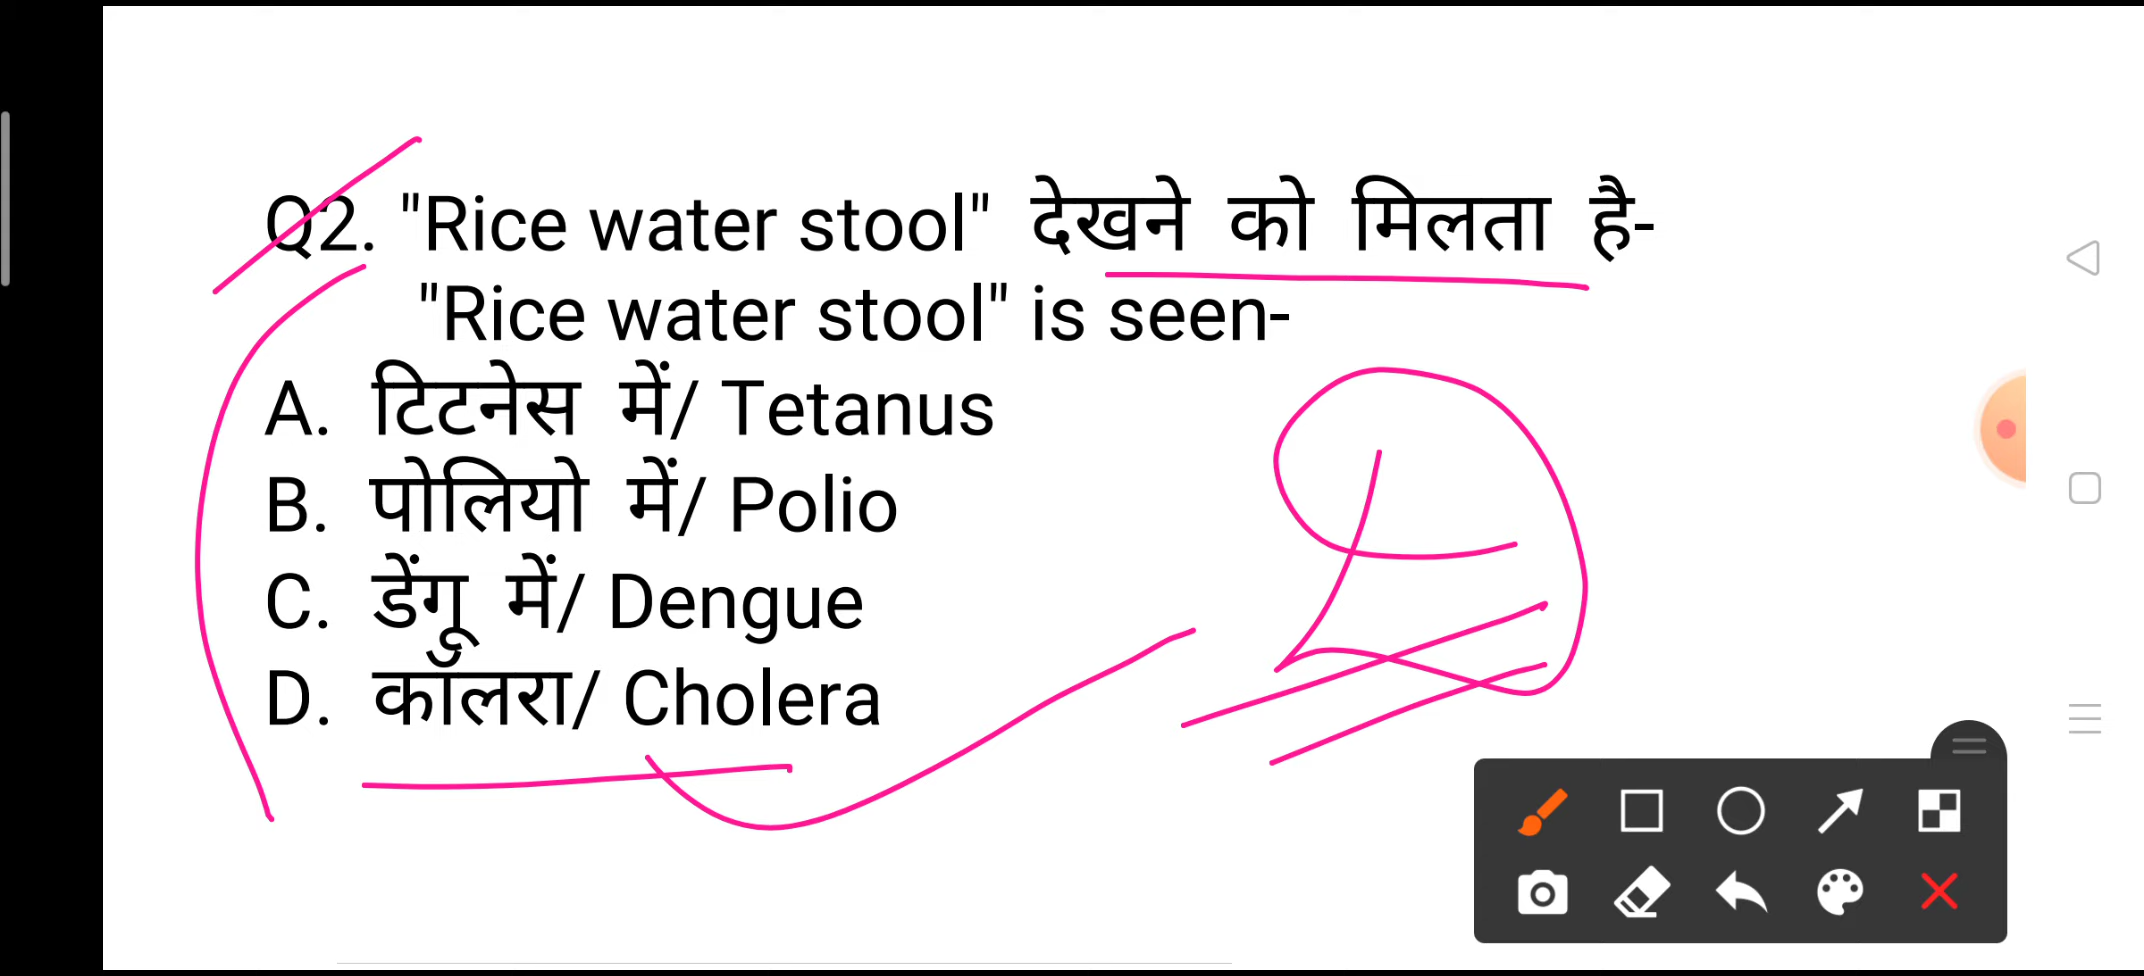 Q2. "Rice water stool" देखने को मिलता है-
"Rice water stool" is seen-
A. टिटनेस में/ Tetanus
B. पोलियो में/ Polio
C. डेंगू में/ Dengue
D. कॉलरा/ Cholera